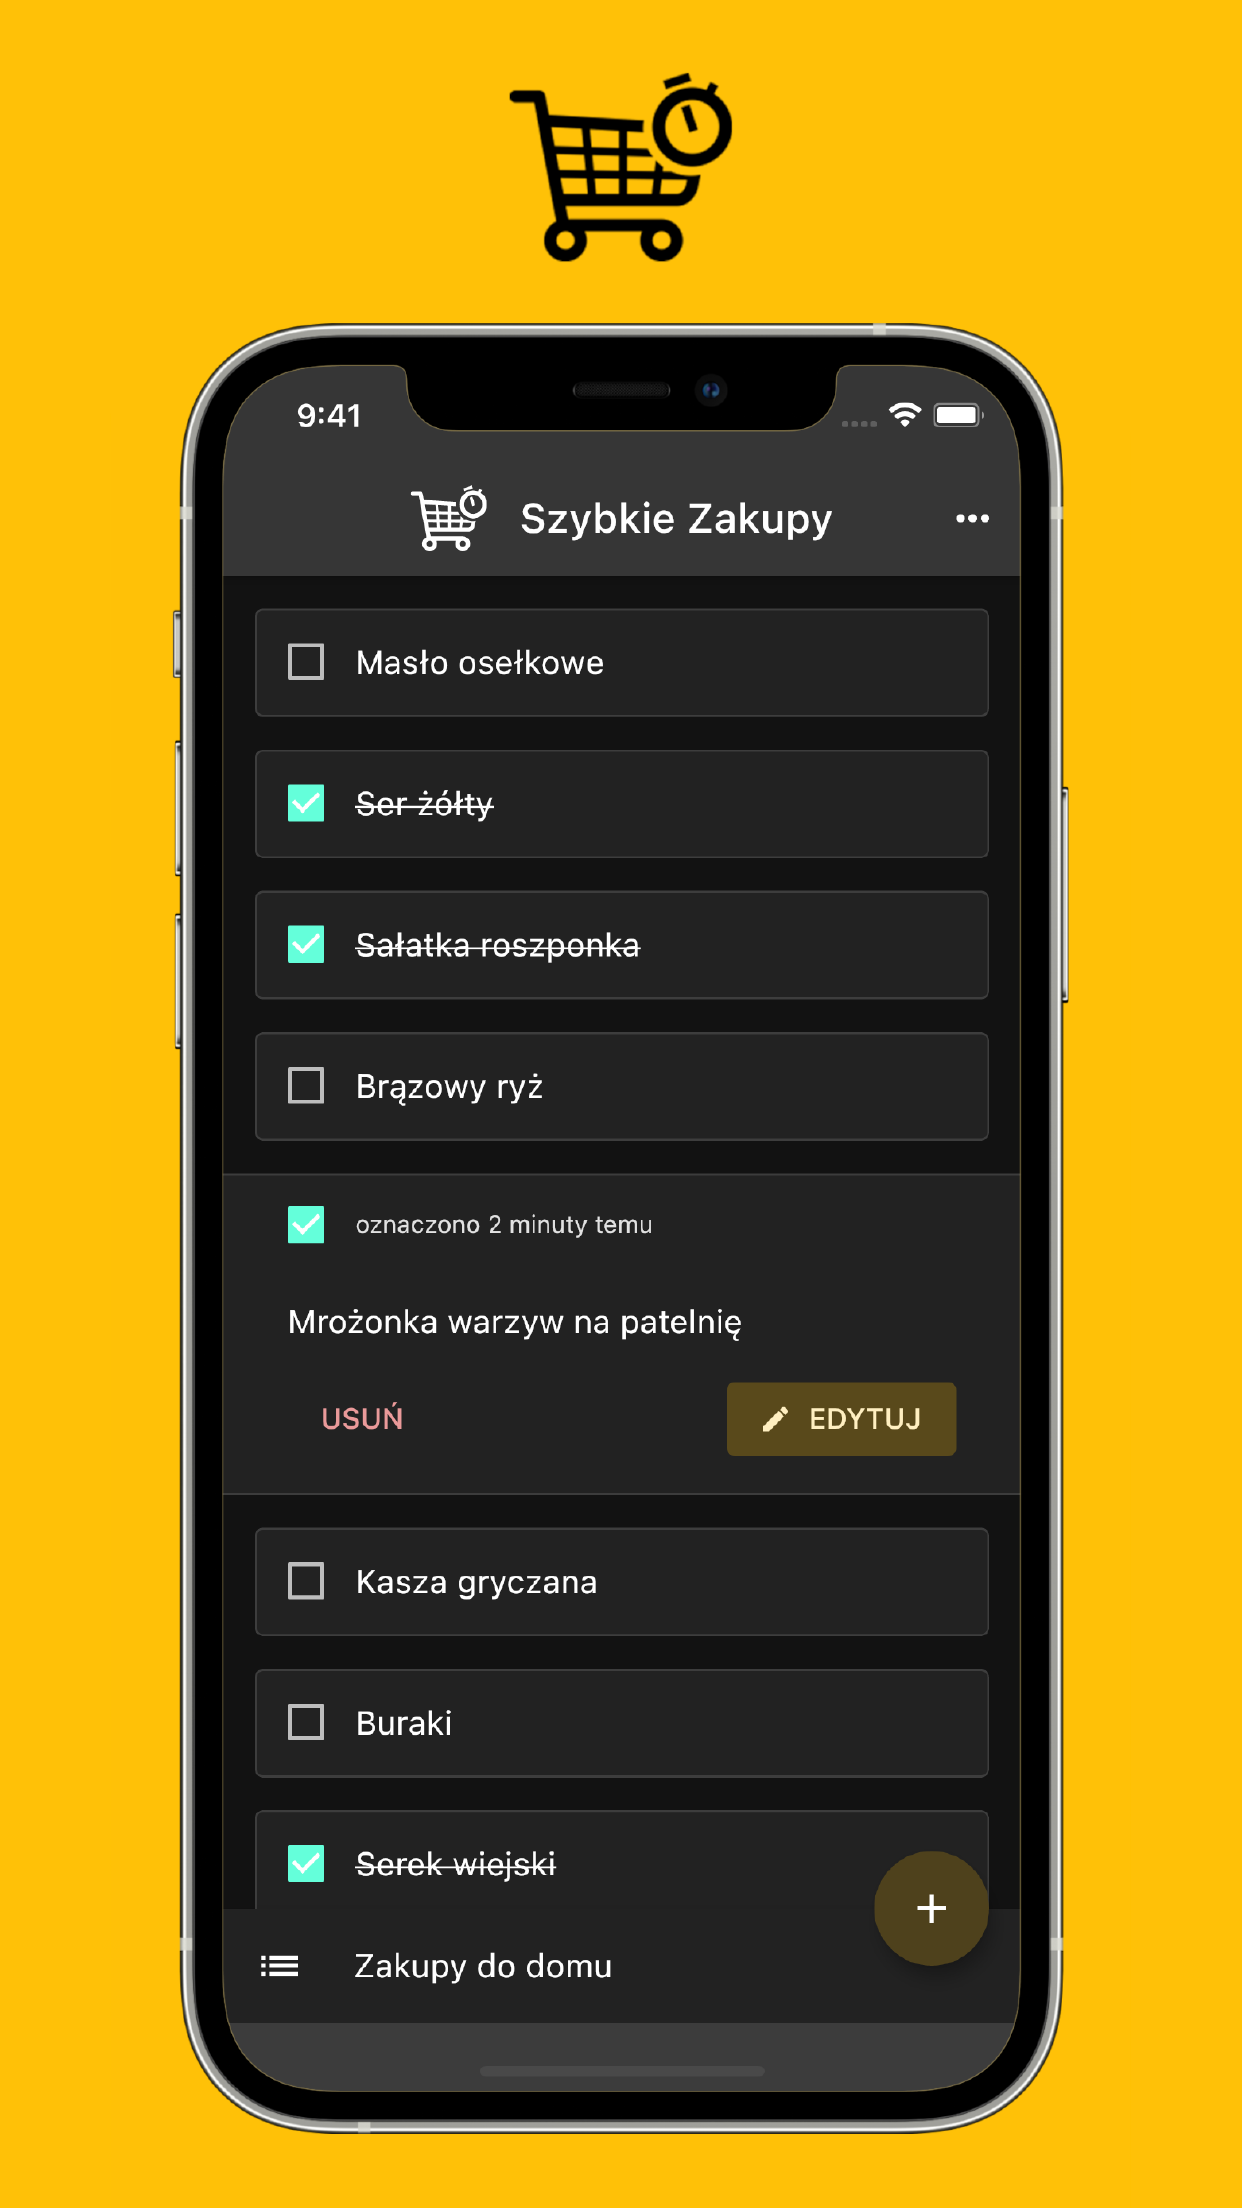 9:41
Szybkie Zakupy
Masło osełkowe
Ser żółty
Sałatka roszponka
Brązowy ryż
oznaczono 2 minuty temu
Mrożonka warzyw na patelnię
USUŃ
EDYTUJ
Kasza gryczana
Buraki
Serek wiejski
Zakupy do domu